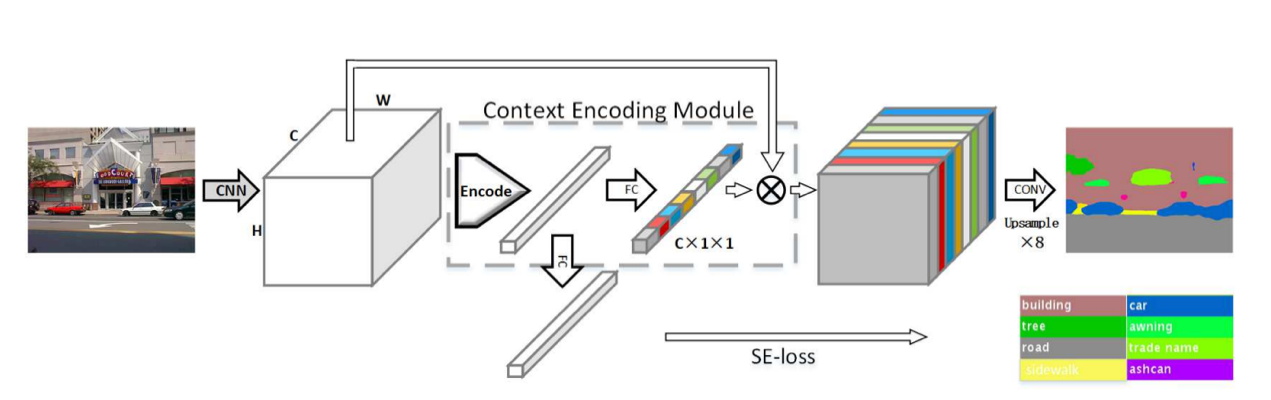 W
Context Encoding Module
C
CNN
H
Encode
FC
C×1×1
FC
CONV
Upsample
×8
SE-loss
building
car
tree
awning
road
trade name
sidewalk
ashcan